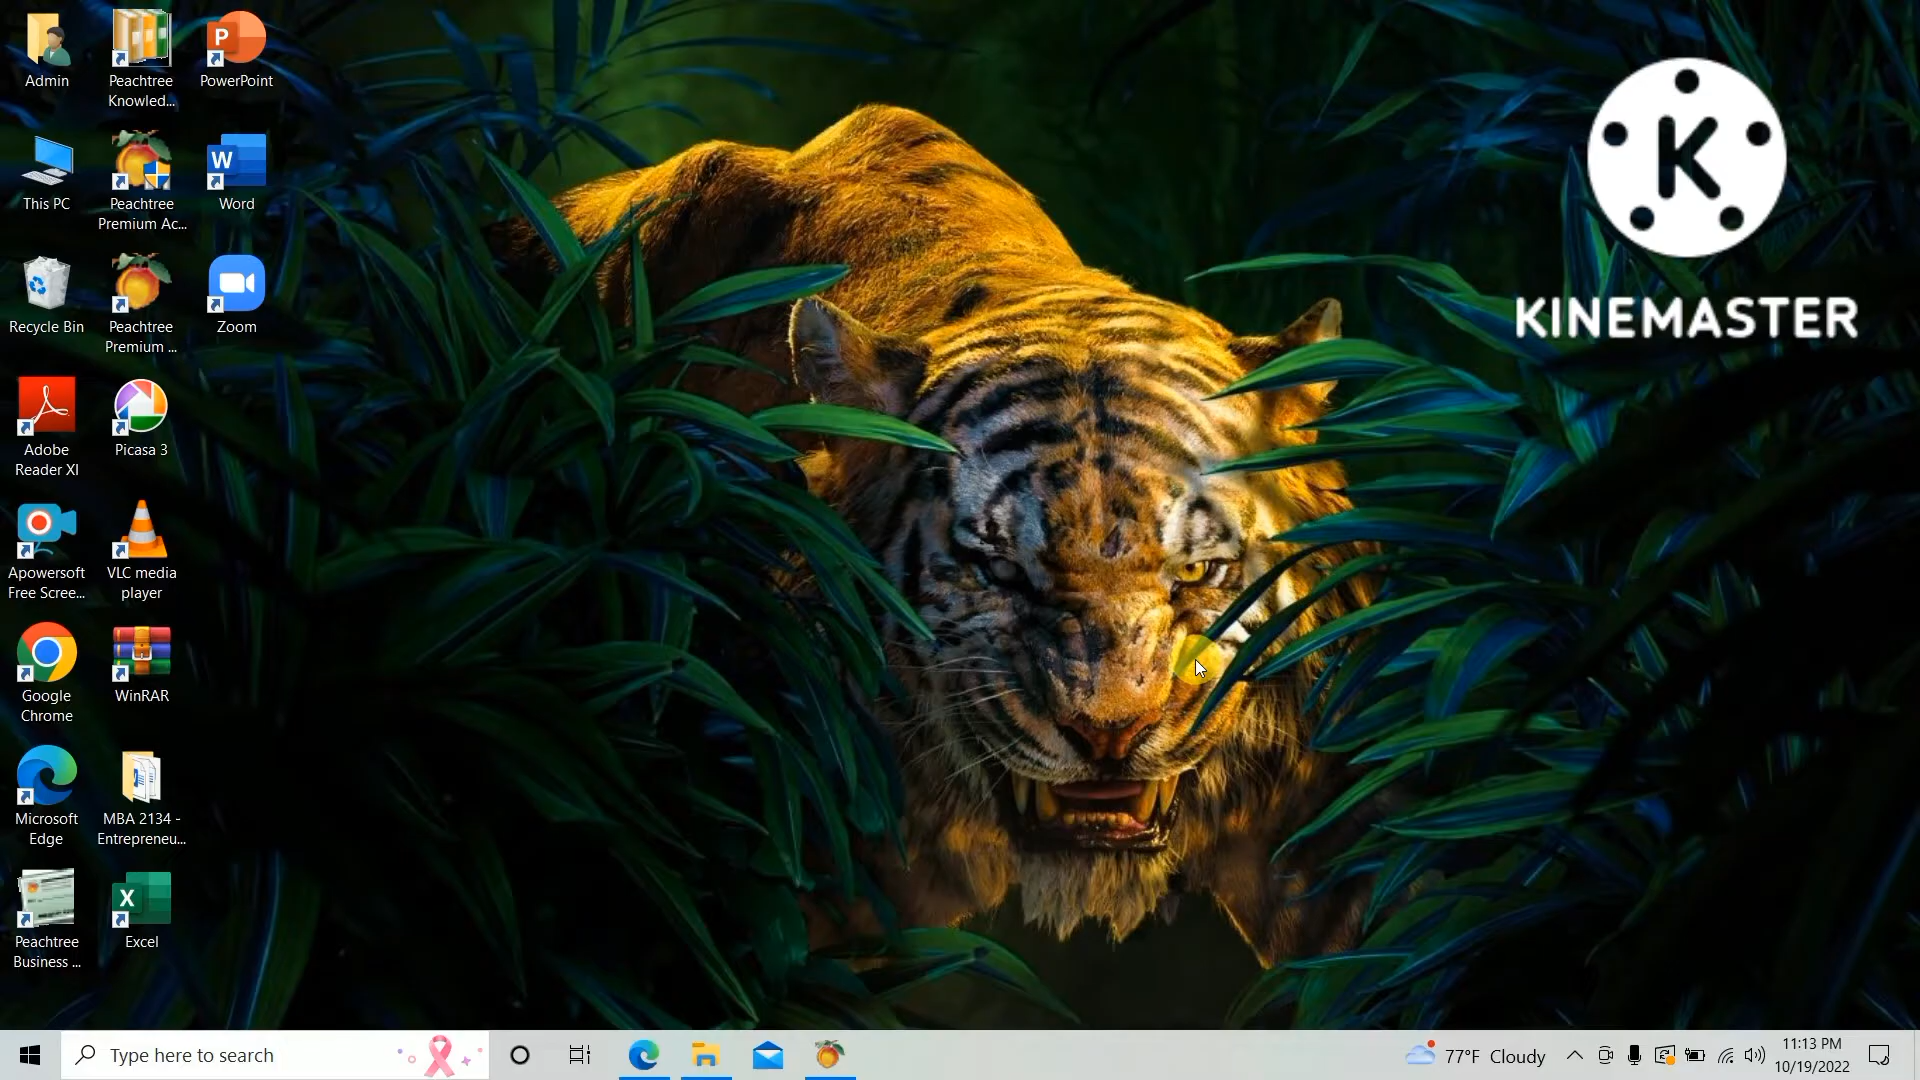 Admin
Peachtree
Knowled...
PowerPoint
This PC
Peachtree
Premium Ac...
Word
Recycle Bin
Peachtree
Premium ...
Zoom
Adobe
Reader XI
Picasa 3
Apowersoft
Free Scree...
VLC media
player
Google
Chrome
WinRAR
Microsoft
Edge
MBA 2134 -
Entrepreneu...
Peachtree
Business ...
Excel
K
KINEMASTER
Type here to search
77°F Cloudy
11:13 PM
10/19/2022